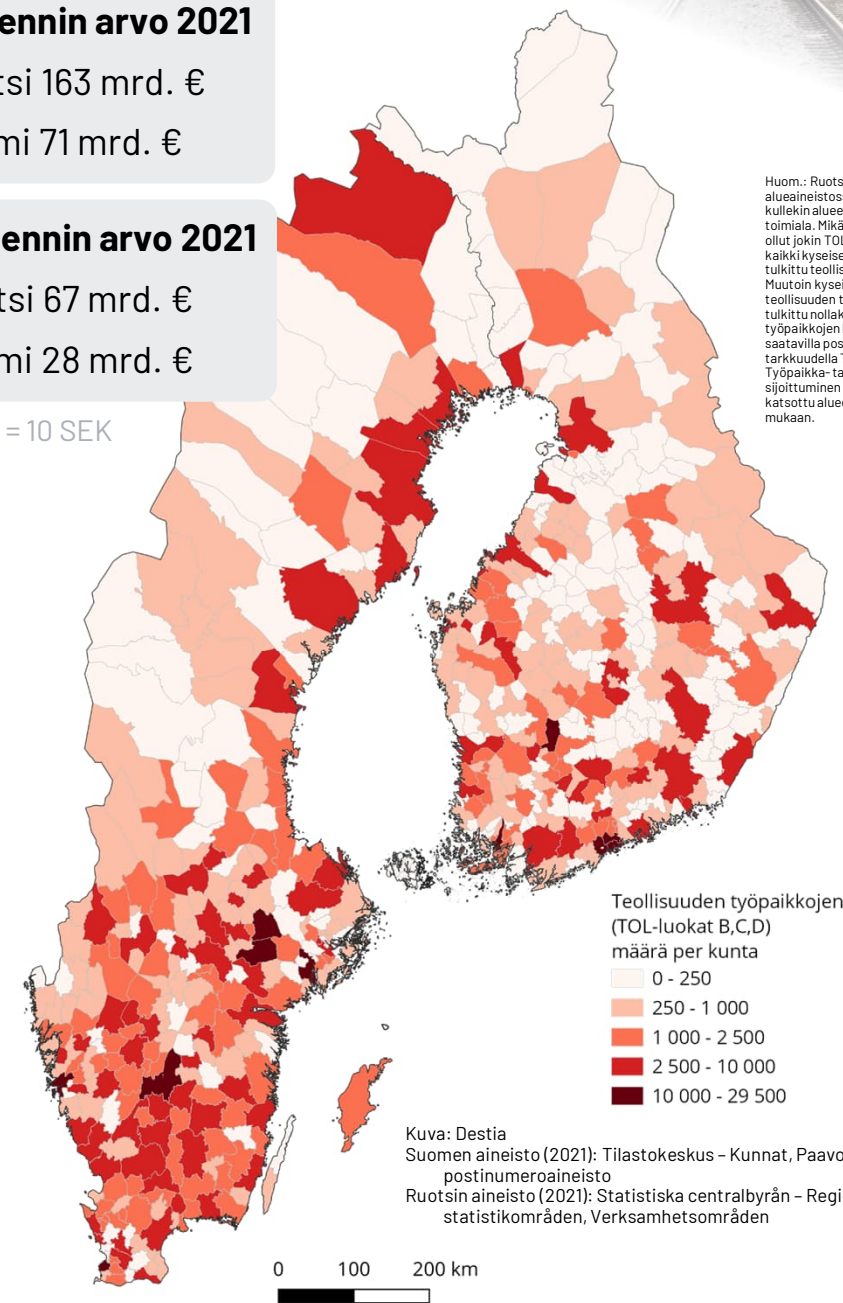 ennin arvo 2021
tsi 163 mrd. €
mi 71 mrd. €
ennin arvo 2021
tsi 67 mrd. €
mi 28 mrd. €
= 10 SEK
Huom.: Ruots
alueaineistos
kullekin aluee
toimiala. Mikä
ollut jokin TOL
kaikki kyseise
tulkittu teollis
Muutoin kysei
teollisuuden t
tulkittu nollak
työpaikkojen
saatavilla pos
tarkkuudella T
Työpaikka- ta
sijoittuminen
katsottu alue
mukaan.
Teollisuuden työpaikkojen
(TOL-luokat B,C,D)
määrä per kunta
0 - 250
250 - 1 000
1 000 - 2 500
2 500 - 10 000
10 000 - 29 500
Kuva: Destia
Suomen aineisto (2021): Tilastokeskus – Kunnat, Paavo
postinumeroaineisto
Ruotsin aineisto (2021): Statistiska centralbyrån – Regi
statistikområden, Verksamhetsområden
0 100 200 km